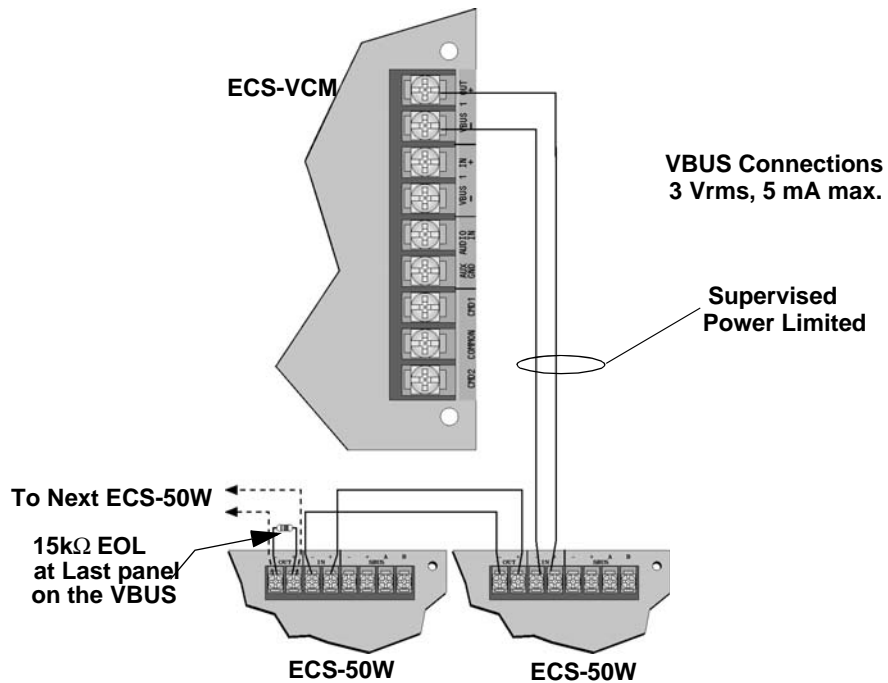 ECS-VCM
VBUS 1 OUT
+
−
VBUS 1 IN
+
−
AUDIO IN
AUX GND
CMD1
COMMON
CMD2
VBUS Connections
3 Vrms, 5 mA max.
Supervised
Power Limited
To Next ECS-50W
15kΩ EOL
at Last panel
on the VBUS
OUT - IN + - + A B
SBUS
OUT + IN + - + A B
SBUS
ECS-50W
ECS-50W